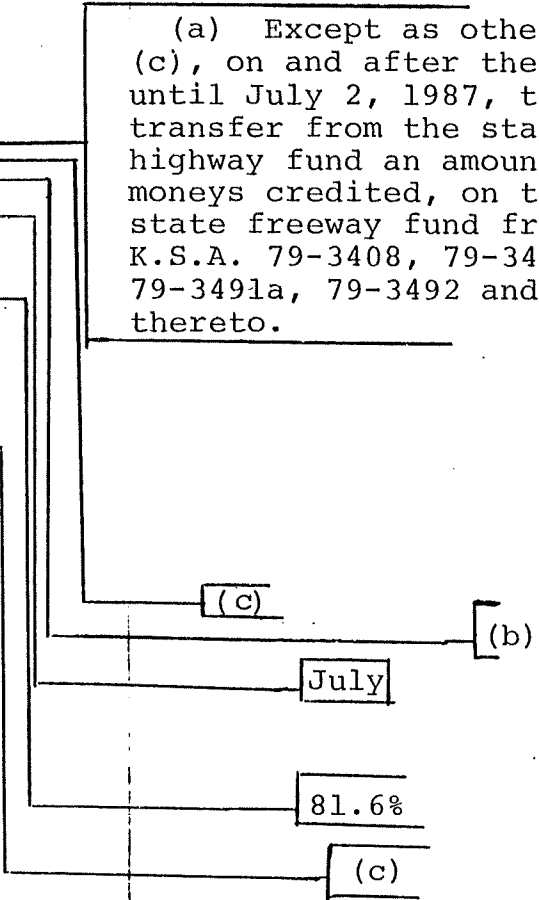 (a) Except as othe
(c), on and after the
until July 2, 1987, t
transfer from the sta
highway fund an amoun
moneys credited, on t
state freeway fund fr
K.S.A. 79-3408, 79-34
79-3491a, 79-3492 and
thereto.
(c)
(b)
July
81.6%
(c)